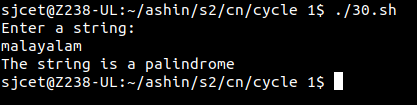 sjcet@Z238-UL:~/ashin/s2/cn/cycle 1$ ./30.sh
Enter a string:
malayalam
The string is a palindrome
sjcet@Z238-UL:~/ashin/s2/cn/cycle 1$